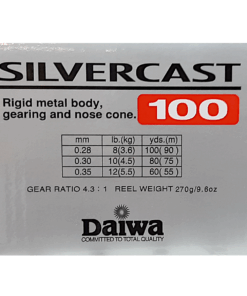 SILVERCAST
Rigid metal body,
gearing and nose cone.
100
mm lb.(kg) yds.(m)
0.28 8(3.6) 100(90)
0.30 10(4.5) 80(75)
0.35 12(5.5) 60(55)
GEAR RATIO 4.3 : 1 REEL WEIGHT 270g/9.6oz
Daiwa
COMMITTED TO TOTAL QUALITY